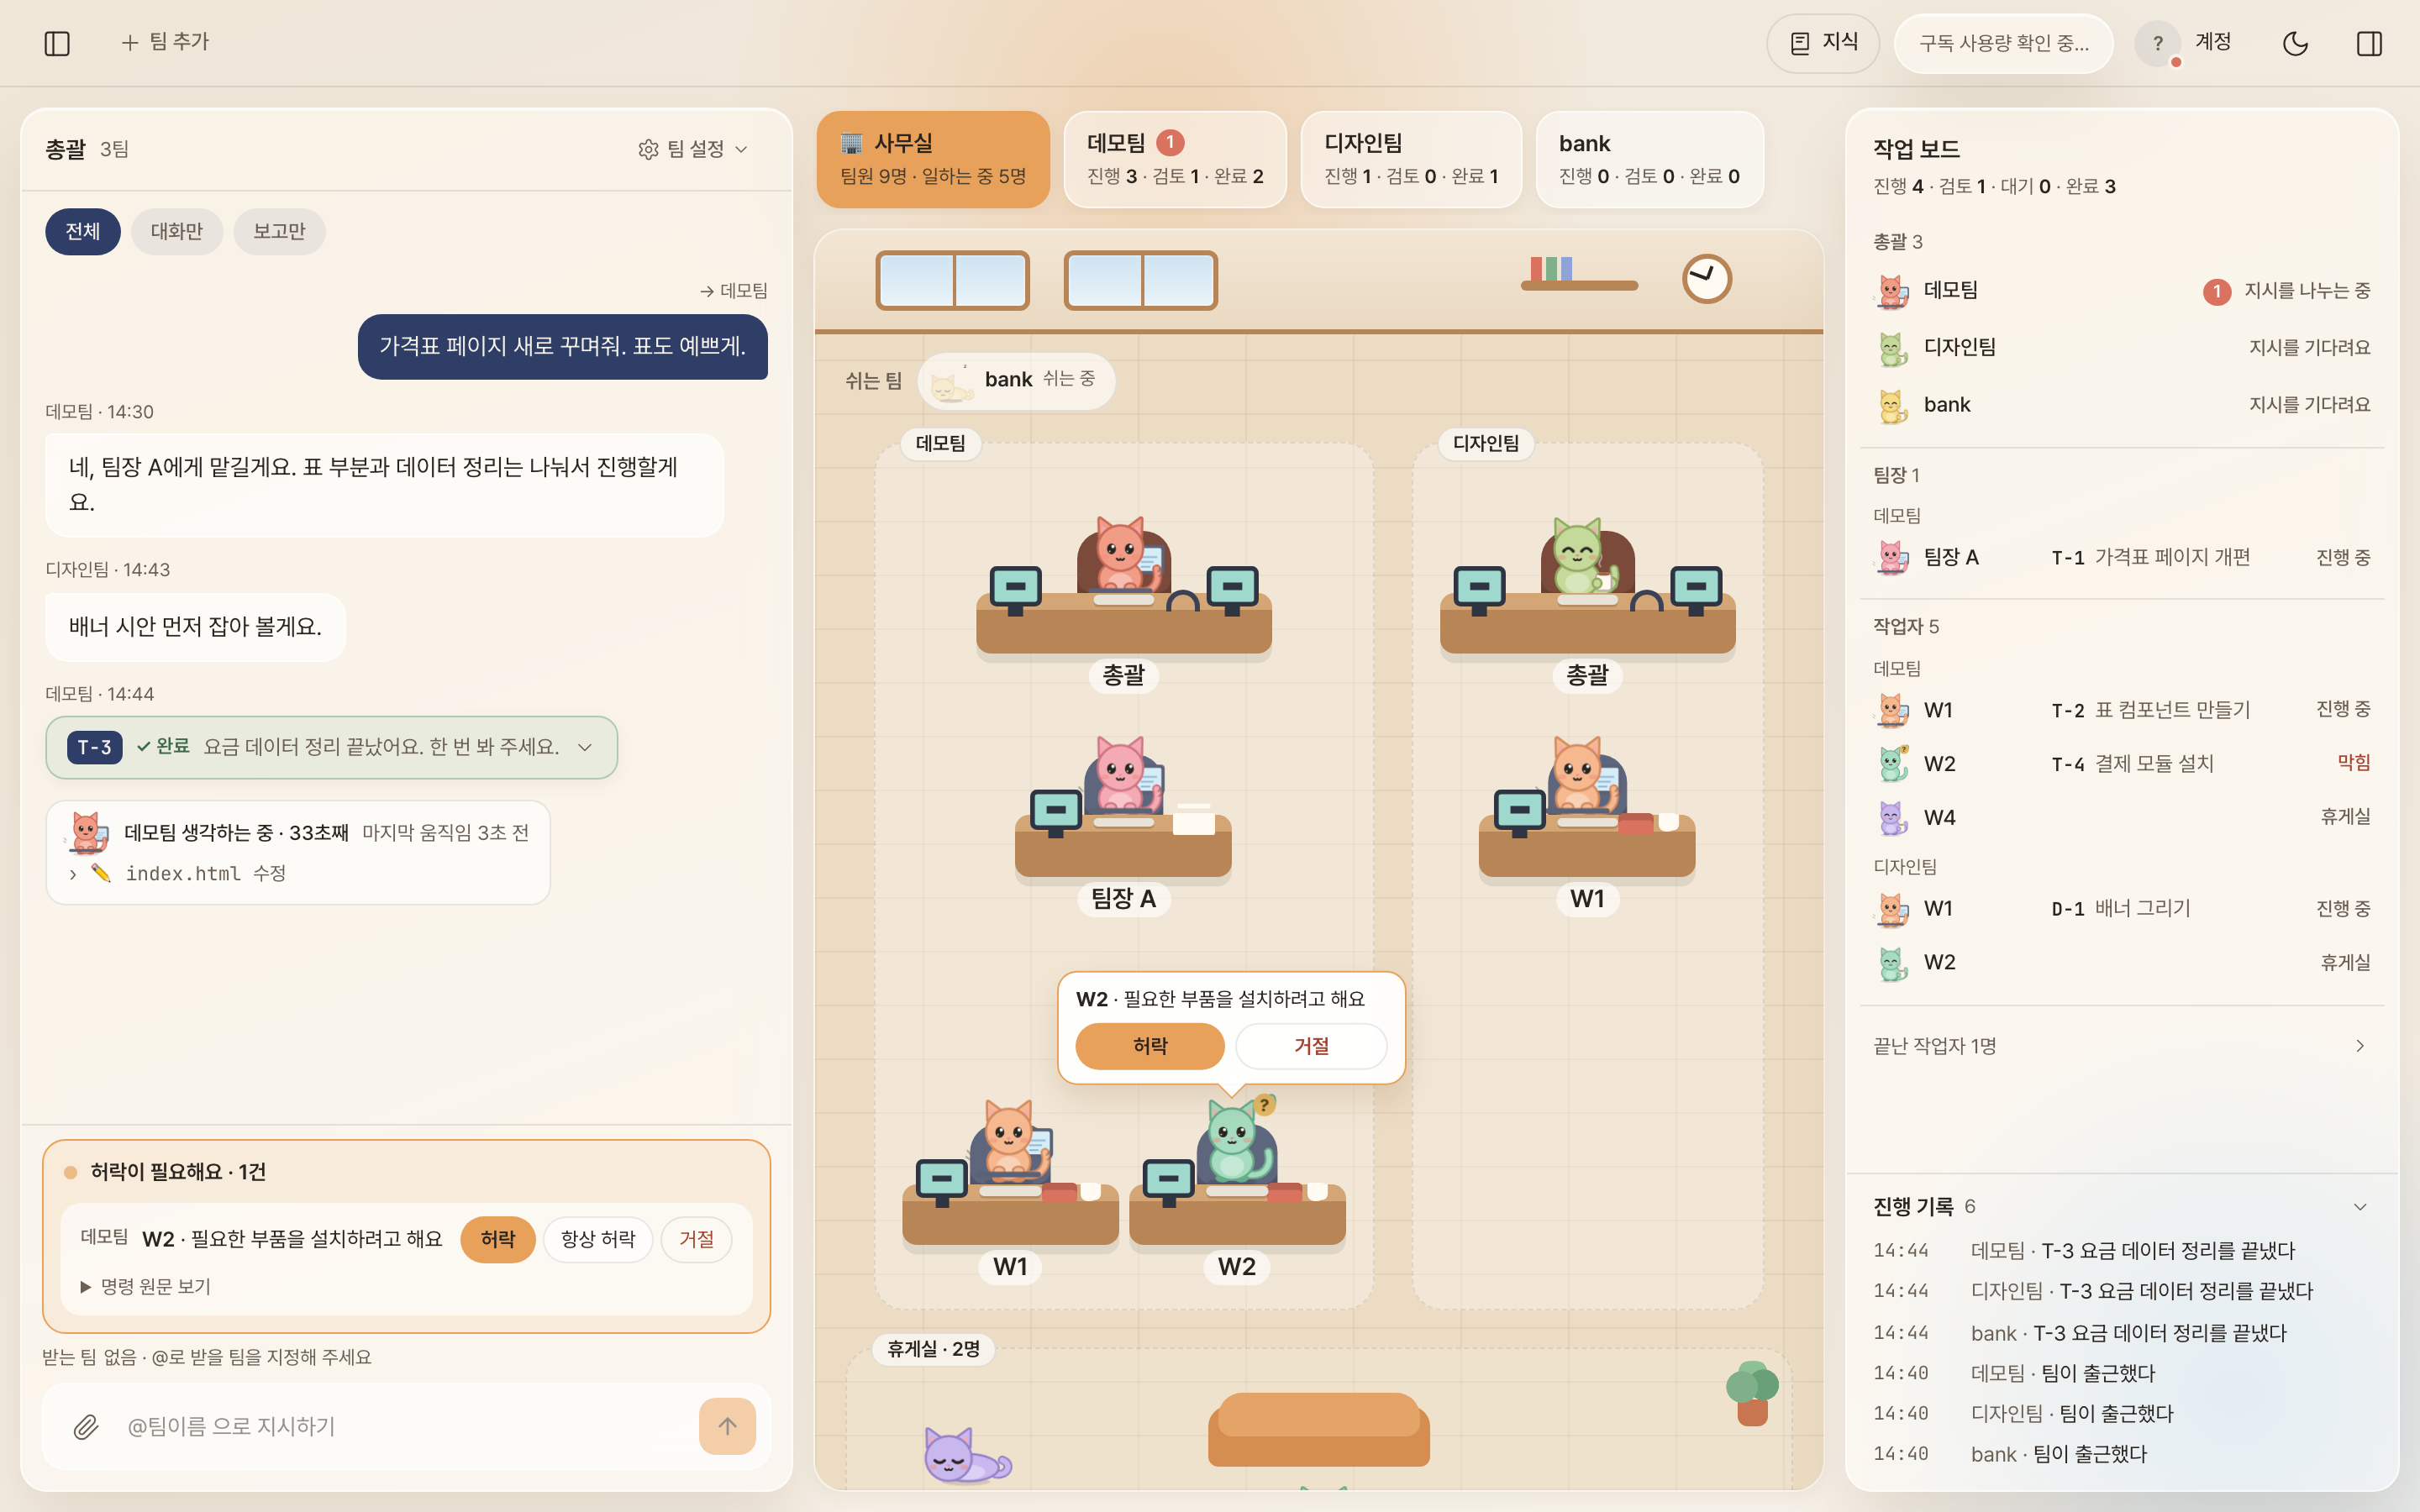 팀 추가
지식
구독 사용량 확인 중...
?
계정
총괄 3팀
팀 설정
전체
대화만
보고만
→ 데모팀
가격표 페이지 새로 꾸며줘. 표도 예쁘게.
데모팀 · 14:30
네, 팀장 A에게 맡길게요. 표 부분과 데이터 정리는 나눠서 진행할게
요.
디자인팀 · 14:43
배너 시안 먼저 잡아 볼게요.
데모팀 · 14:44
T-3 ✓ 완료 요금 데이터 정리 끝났어요. 한 번 봐 주세요.
데모팀 생각하는 중 · 33초째 마지막 움직임 3초 전
› ✏️ index.html 수정
허락이 필요해요 · 1건
데모팀 W2 · 필요한 부품을 설치하려고 해요 허락 항상 허락 거절
▶ 명령 원문 보기
받는 팀 없음 · @로 받을 팀을 지정해 주세요
@팀이름 으로 지시하기
사무실
팀원 9명 · 일하는 중 5명
데모팀 1
진행 3 · 검토 1 · 완료 2
디자인팀
진행 1 · 검토 0 · 완료 1
bank
진행 0 · 검토 0 · 완료 0
쉬는 팀
bank 쉬는 중
데모팀
디자인팀
총괄
총괄
팀장 A
W1
W2 · 필요한 부품을 설치하려고 해요
허락
거절
?
W1
W2
휴게실 · 2명
작업 보드
진행 4 · 검토 1 · 대기 0 · 완료 3
총괄 3
데모팀 1 지시를 나누는 중
디자인팀 지시를 기다려요
bank 지시를 기다려요
팀장 1
데모팀
팀장 A T-1 가격표 페이지 개편 진행 중
작업자 5
데모팀
W1 T-2 표 컴포넌트 만들기 진행 중
W2 T-4 결제 모듈 설치 막힘
W4 휴게실
디자인팀
W1 D-1 배너 그리기 진행 중
W2 휴게실
끝난 작업자 1명
진행 기록 6
14:44 데모팀 · T-3 요금 데이터 정리를 끝냈다
14:44 디자인팀 · T-3 요금 데이터 정리를 끝냈다
14:44 bank · T-3 요금 데이터 정리를 끝냈다
14:40 데모팀 · 팀이 출근했다
14:40 디자인팀 · 팀이 출근했다
14:40 bank · 팀이 출근했다